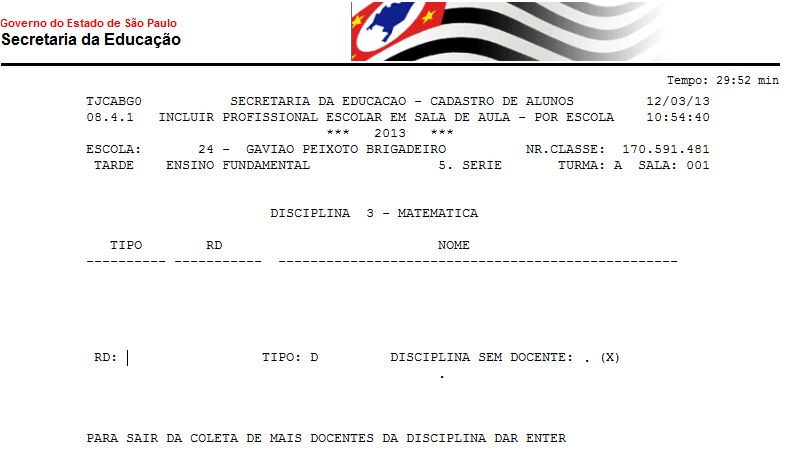 Governo do Estado de São Paulo
Secretaria da Educação
Tempo: 29:52 min
TJCABG0 SECRETARIA DA EDUCACAO - CADASTRO DE ALUNOS 12/03/13
08.4.1 INCLUIR PROFISSIONAL ESCOLAR EM SALA DE AULA - POR ESCOLA 10:54:40
*** 2013 ***
ESCOLA: 24 - GAVIAO PEIXOTO BRIGADEIRO NR.CLASSE: 170.591.481
TARDE ENSINO FUNDAMENTAL 5. SERIE TURMA: A SALA: 001
DISCIPLINA 3 - MATEMATICA
TIPO RD NOME
---------- ----------- --------------------------------------------------
RD: TIPO: D DISCIPLINA SEM DOCENTE: . (X)
.
PARA SAIR DA COLETA DE MAIS DOCENTES DA DISCIPLINA DAR ENTER